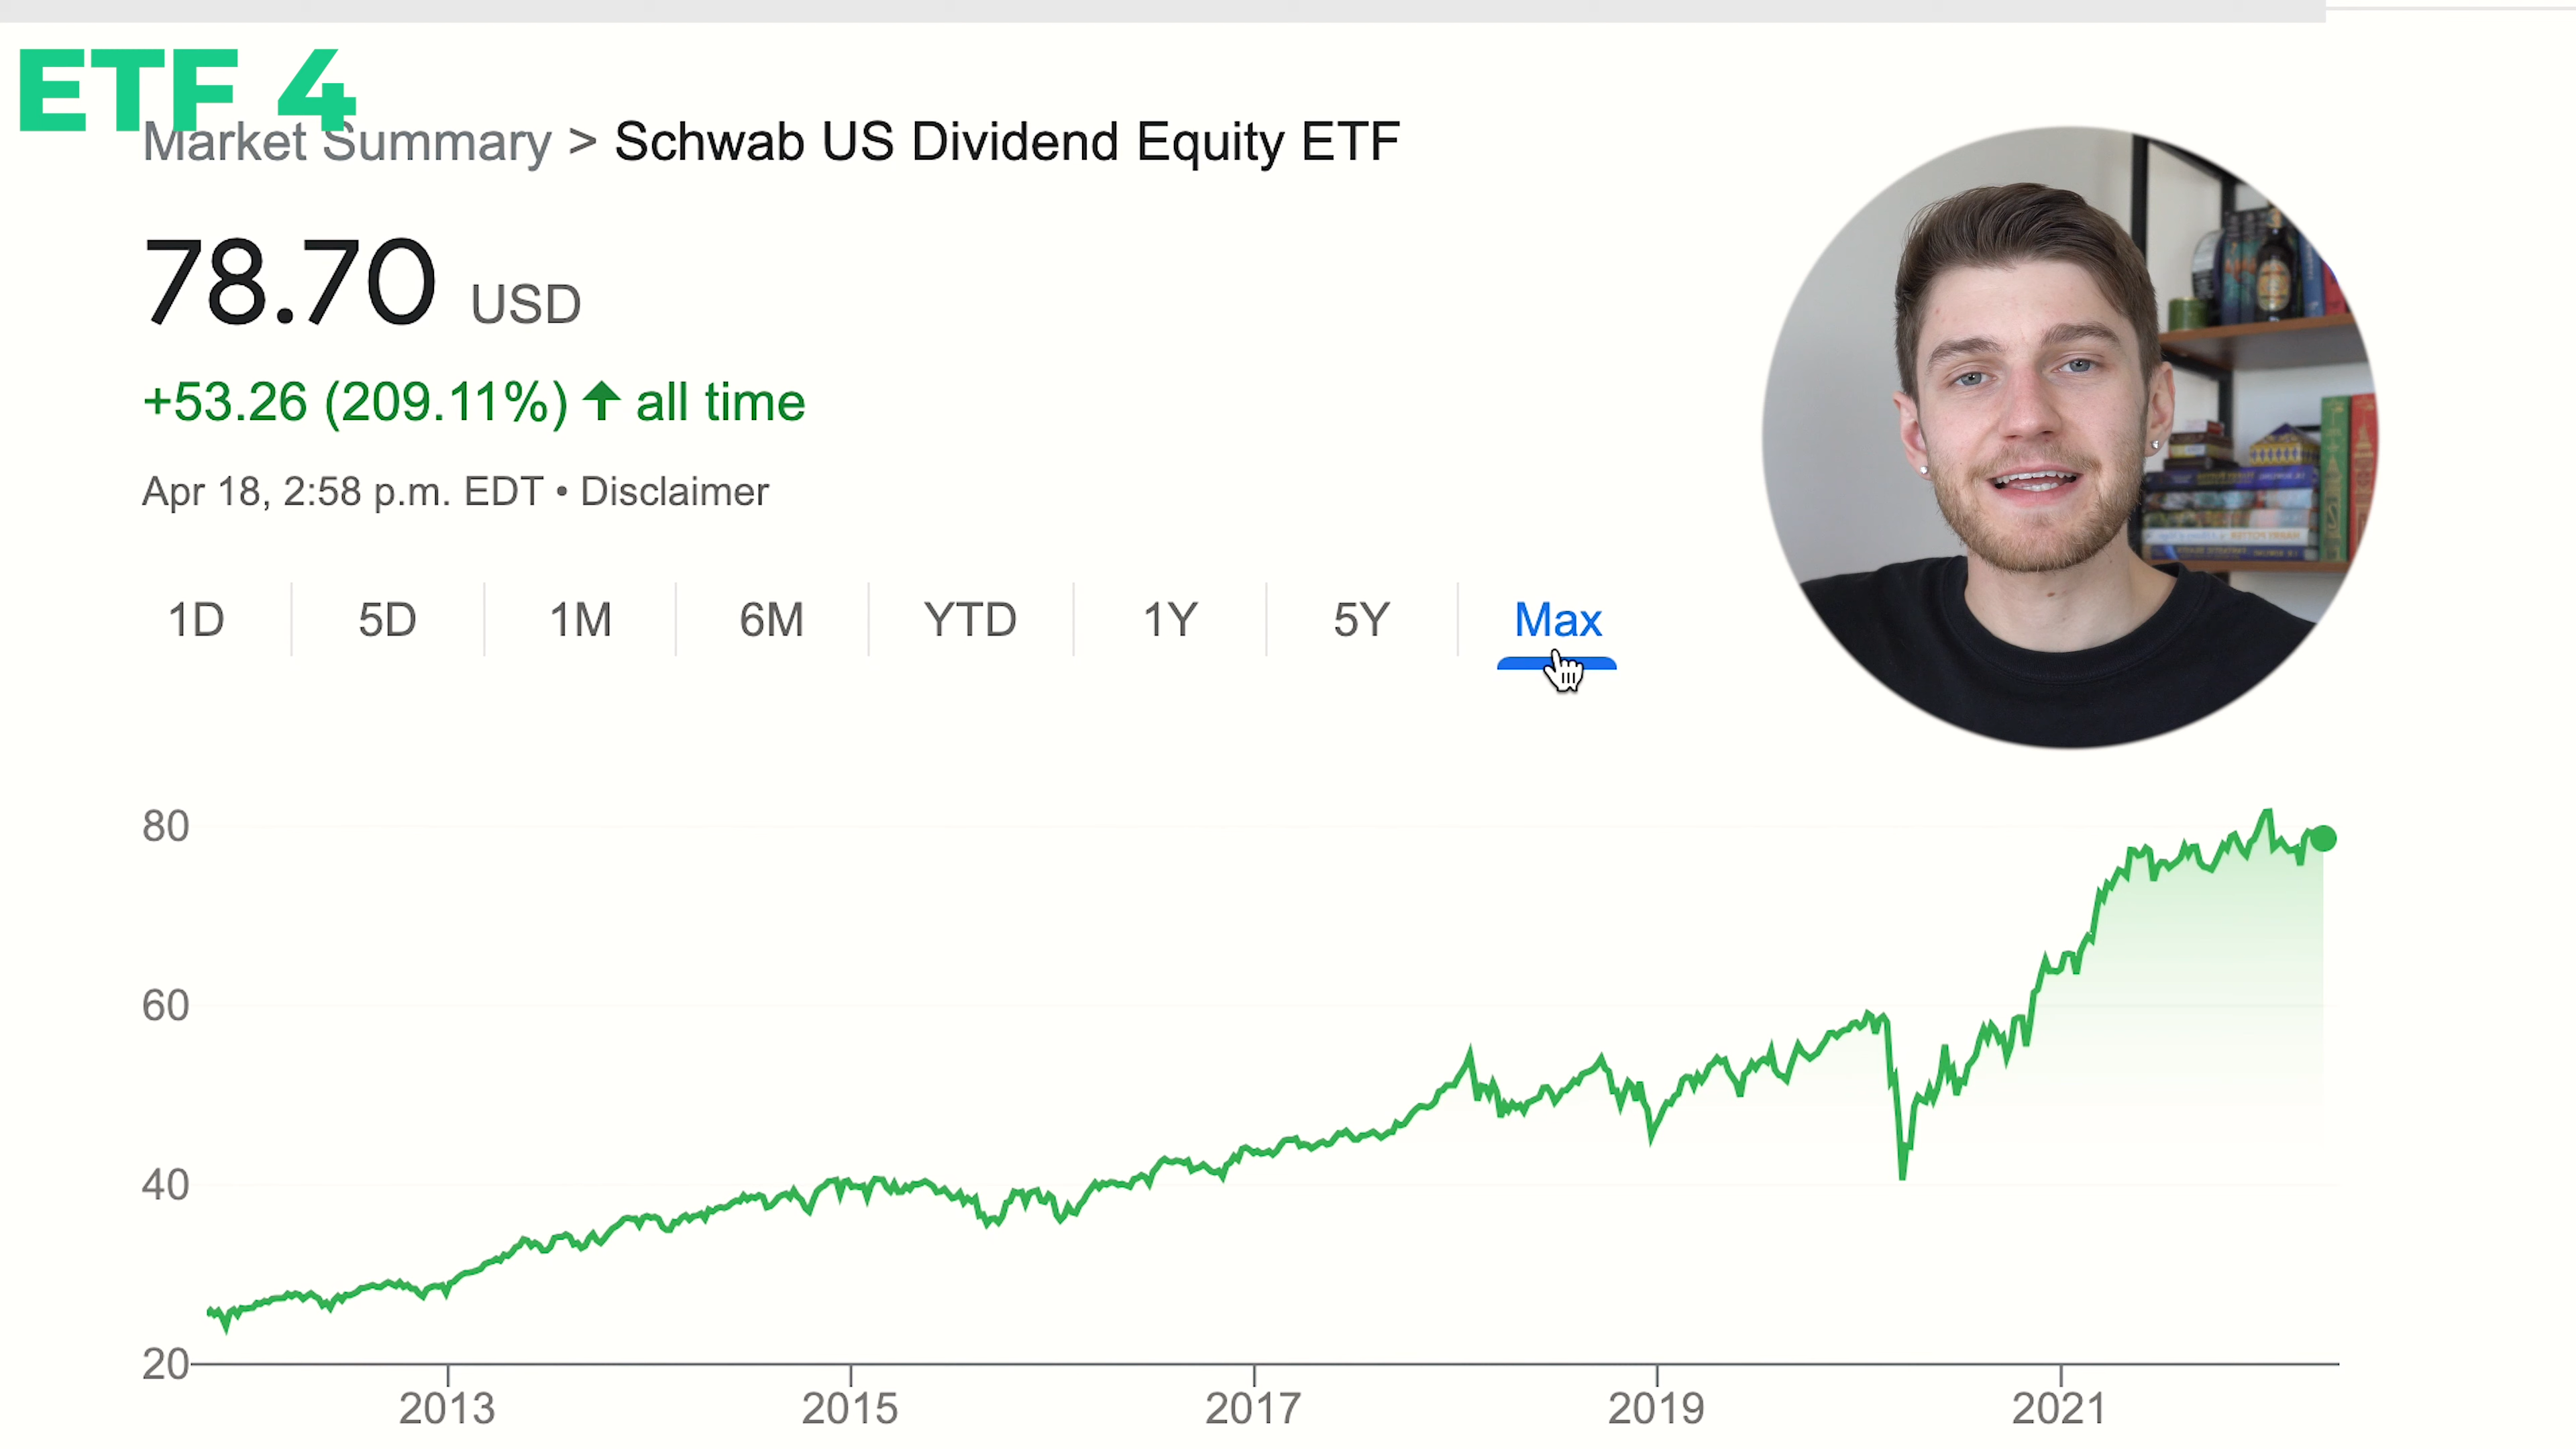 ETF 4
Market Summary > Schwab US Dividend Equity ETF
78.70 USD
+53.26 (209.11%) ↑ all time
Apr 18, 2:58 p.m. EDT • Disclaimer
1D 5D 1M 6M YTD 1Y 5Y Max
80
60
40
20
2013 2015 2017 2019 2021